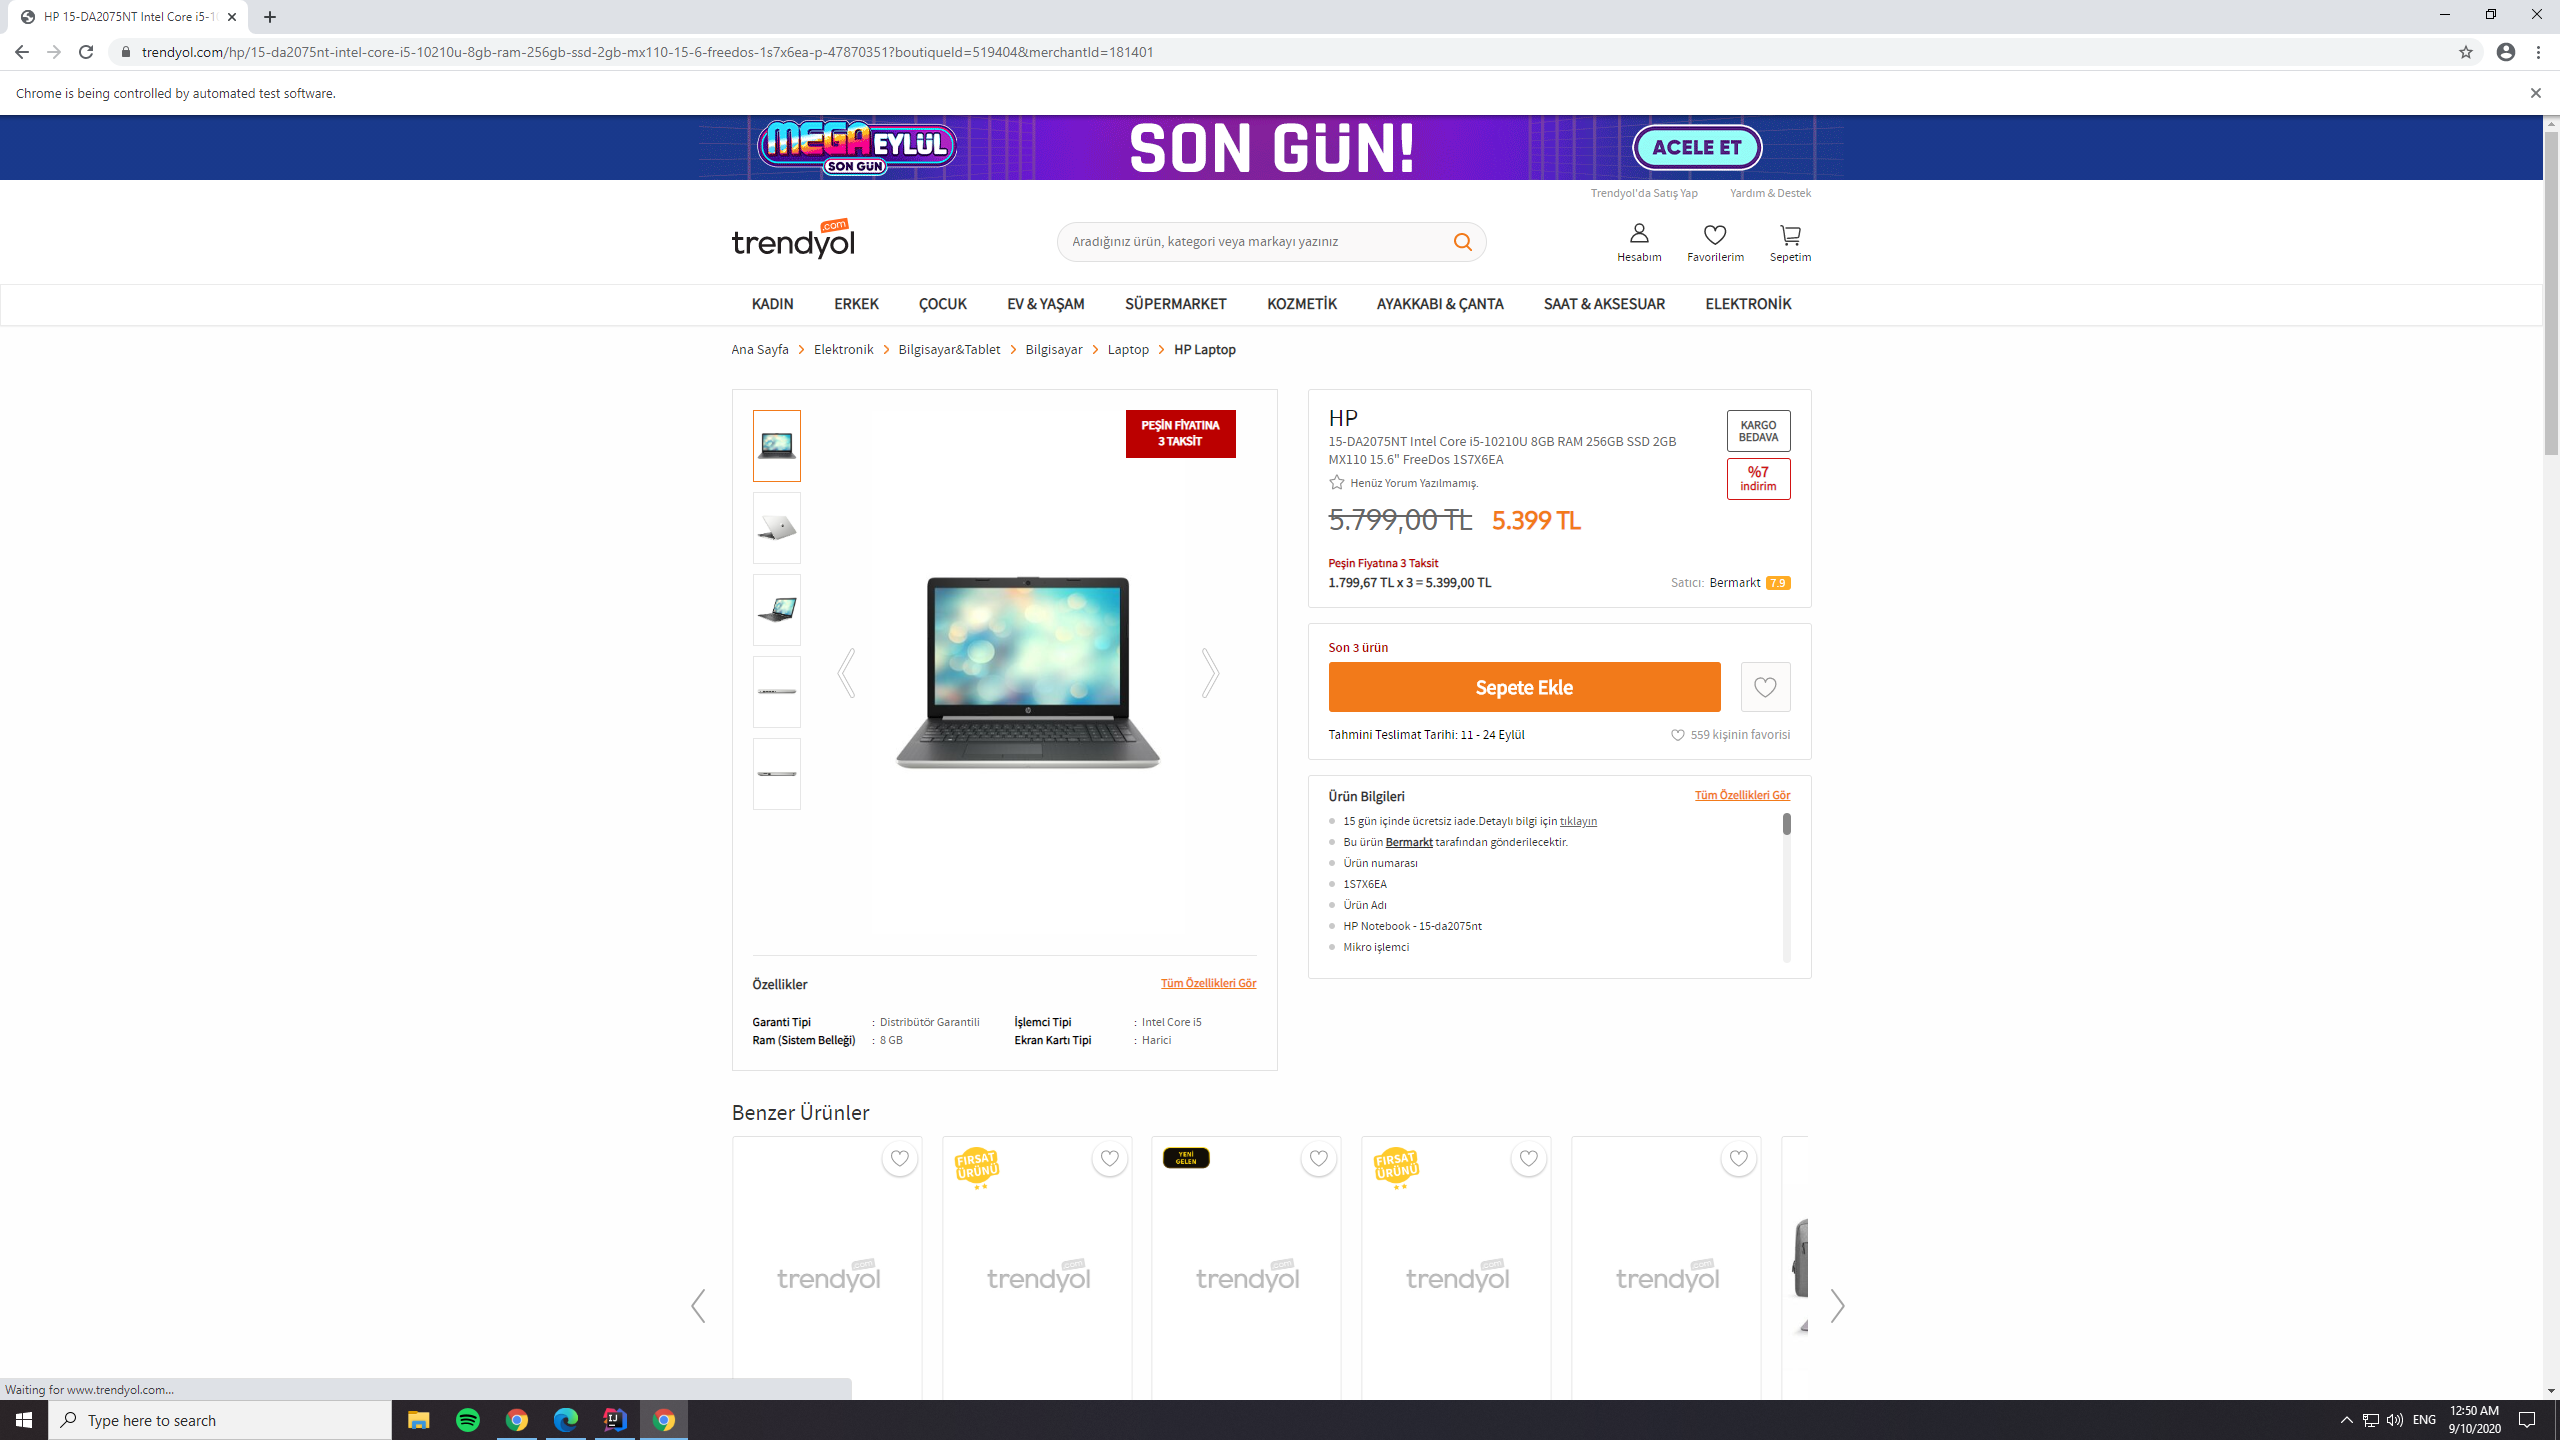 HP 15-DA2075NT Intel Core i5-10
trendyol.com/hp/15-da2075nt-intel-core-i5-10210u-8gb-ram-256gb-ssd-2gb-mx110-15-6-freedos-1s7x6ea-p-47870351?boutiqueId=519404&merchantId=181401
Chrome is being controlled by automated test software.
MEGA EYLÜL
SON GÜN
SON GÜN!
ACELE ET
Trendyol'da Satış Yap
Yardım & Destek
trendyol
.com
Aradığınız ürün, kategori veya markayı yazınız
Hesabım
Favorilerim
Sepetim
KADIN
ERKEK
ÇOCUK
EV & YAŞAM
SÜPERMARKET
KOZMETİK
AYAKKABI & ÇANTA
SAAT & AKSESUAR
ELEKTRONİK
Ana Sayfa
Elektronik
Bilgisayar&Tablet
Bilgisayar
Laptop
HP Laptop
PEŞİN FİYATINA
3 TAKSİT
HP
15-DA2075NT Intel Core i5-10210U 8GB RAM 256GB SSD 2GB
MX110 15.6" FreeDos 1S7X6EA
KARGO
BEDAVA
%7
indirim
Henüz Yorum Yazılmamış.
5.799,00 TL 5.399 TL
Peşin Fiyatına 3 Taksit
1.799,67 TL x 3 = 5.399,00 TL
Satıcı: Bermarkt 7.9
Son 3 ürün
Sepete Ekle
Tahmini Teslimat Tarihi: 11 - 24 Eylül
559 kişinin favorisi
Ürün Bilgileri
Tüm Özellikleri Gör
15 gün içinde ücretsiz iade.Detaylı bilgi için tıklayın
Bu ürün Bermarkt tarafından gönderilecektir.
Ürün numarası
1S7X6EA
Ürün Adı
HP Notebook - 15-da2075nt
Mikro işlemci
Özellikler
Tüm Özellikleri Gör
Garanti Tipi : Distribütör Garantili
İşlemci Tipi : Intel Core i5
Ram (Sistem Belleği) : 8 GB
Ekran Kartı Tipi : Harici
Benzer Ürünler
FIRSAT
ÜRÜNÜ
YENİ
GELEN
FIRSAT
ÜRÜNÜ
trendyol
.com
trendyol
.com
trendyol
.com
trendyol
.com
trendyol
.com
Waiting for www.trendyol.com...
Type here to search
ENG
12:50 AM
9/10/2020